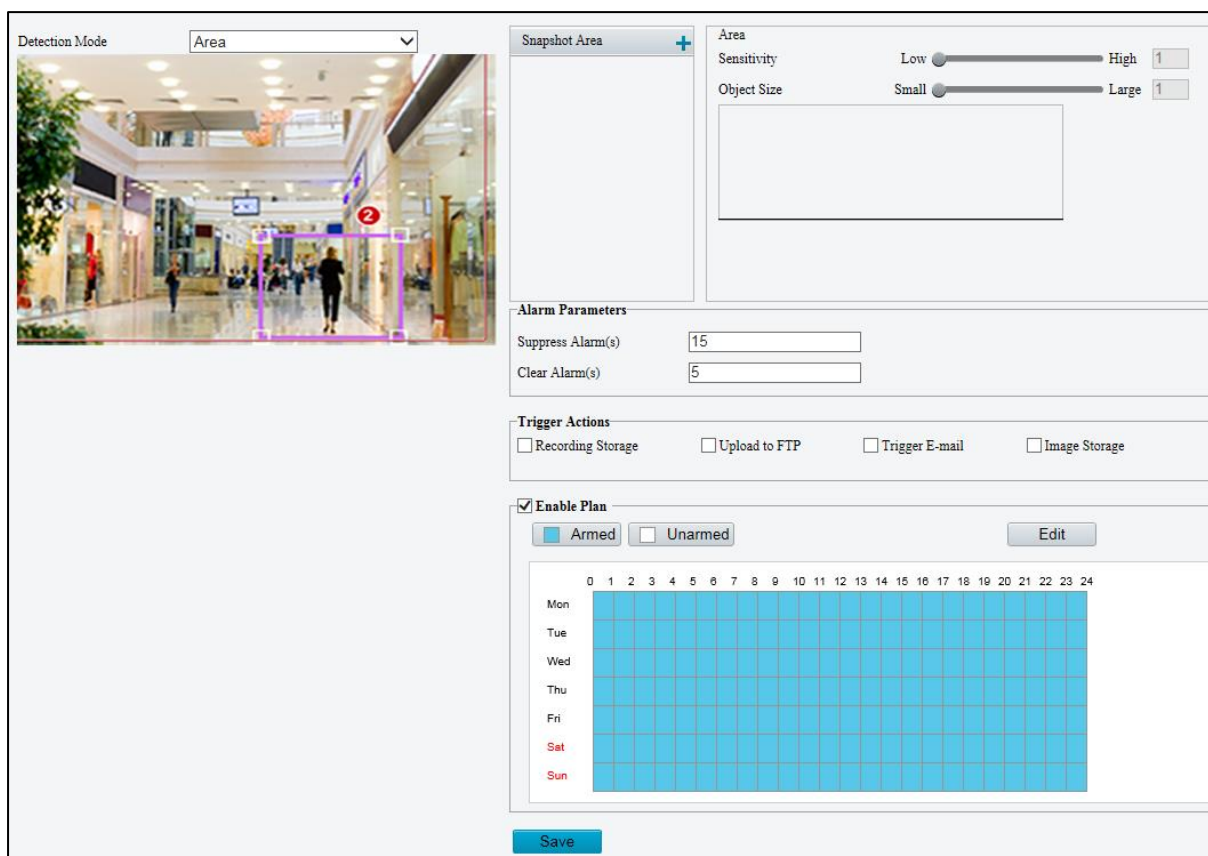 Detection Mode
Area
2
Snapshot Area
Area
Sensitivity Low High 1
Object Size Small Large 1
Alarm Parameters
Suppress Alarm(s) 15
Clear Alarm(s) 5
Trigger Actions
Recording Storage Upload to FTP Trigger E-mail Image Storage
Enable Plan
Armed Unarmed Edit
0 1 2 3 4 5 6 7 8 9 10 11 12 13 14 15 16 17 18 19 20 21 22 23 24
Mon
Tue
Wed
Thu
Fri
Sat
Sun
Save